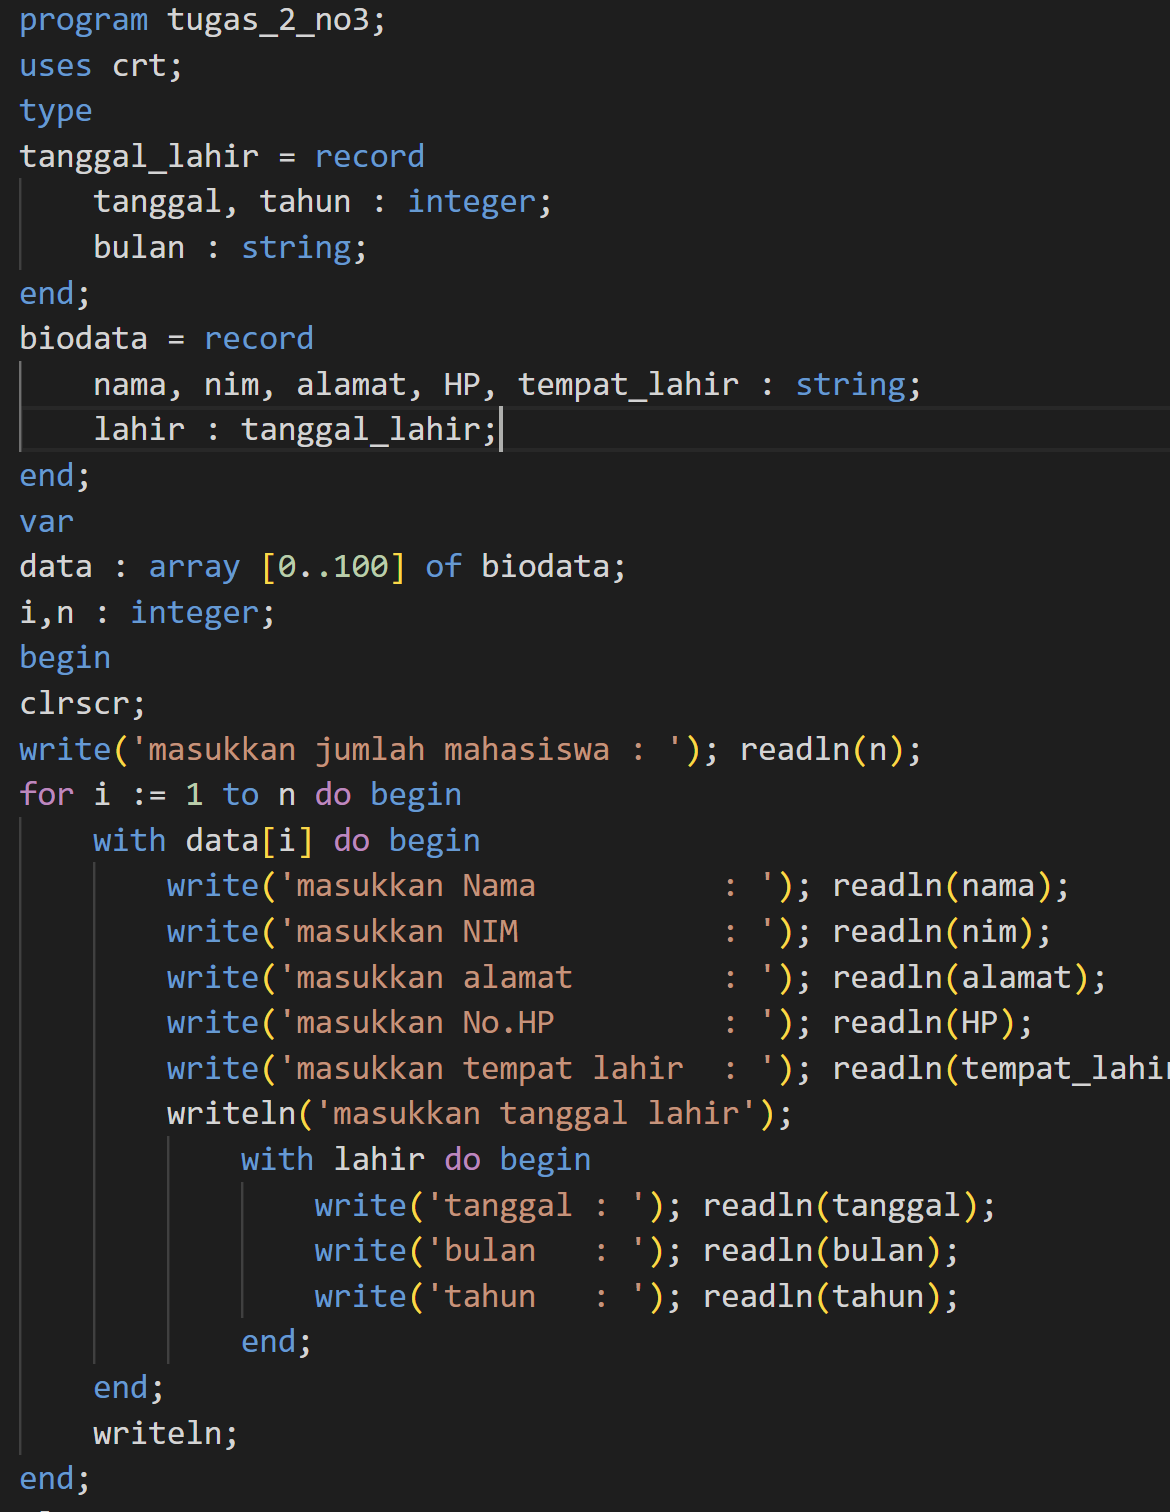 program tugas_2_no3;
uses crt;
type
tanggal_lahir = record
    tanggal, tahun : integer;
    bulan : string;
end;
biodata = record
    nama, nim, alamat, HP, tempat_lahir : string;
    lahir : tanggal_lahir;
end;
var
data : array [0..100] of biodata;
i,n : integer;
begin
clrscr;
write('masukkan jumlah mahasiswa : '); readln(n);
for i := 1 to n do begin
    with data[i] do begin
        write('masukkan Nama          : '); readln(nama);
        write('masukkan NIM           : '); readln(nim);
        write('masukkan alamat        : '); readln(alamat);
        write('masukkan No.HP         : '); readln(HP);
        write('masukkan tempat lahir  : '); readln(tempat_lahir
        writeln('masukkan tanggal lahir');
            with lahir do begin
                write('tanggal : '); readln(tanggal);
                write('bulan   : '); readln(bulan);
                write('tahun   : '); readln(tahun);
            end;
    end;
    writeln;
end;